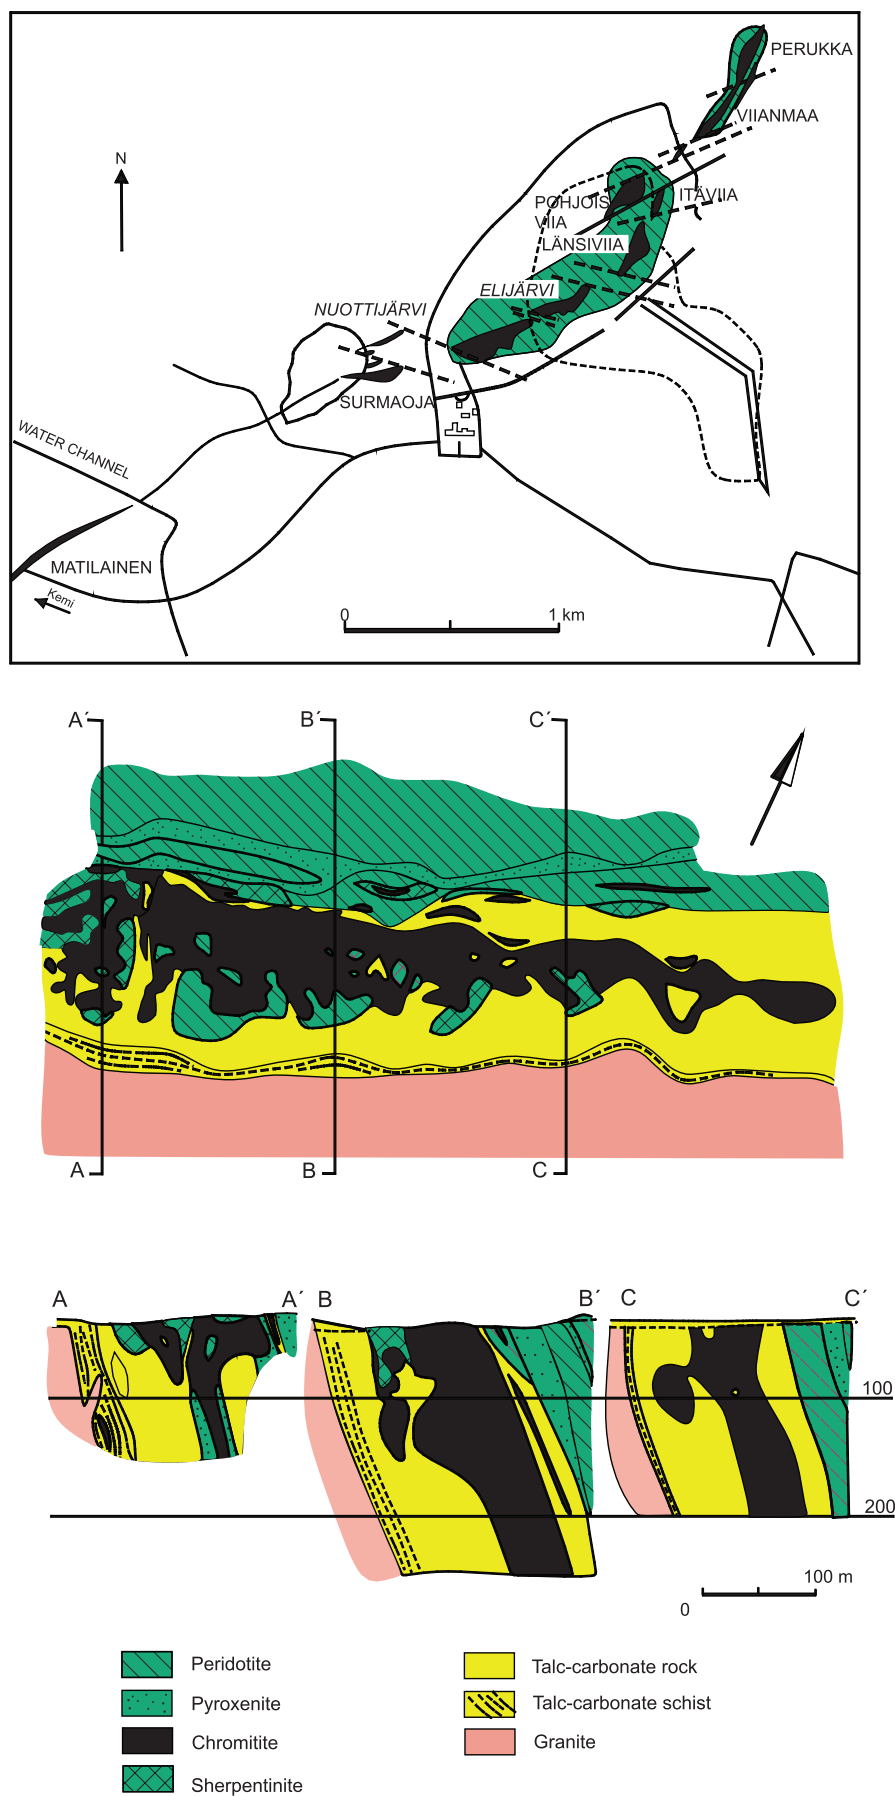 PERUKKA
VIIANMAA
N
ITÄVIIA
POHJOIS
VIIA
LÄNSIVIIA
ELIJÄRVI
NUOTTIJÄRVI
SURMAOJA
WATER CHANNEL
MATILAINEN
Kemi
0 1 km
A´ B´ C´
A B C
A A´ B B´ C C´
100
200
100 m
0
Peridotite
Pyroxenite
Chromitite
Sherpentinite
Talc-carbonate rock
Talc-carbonate schist
Granite